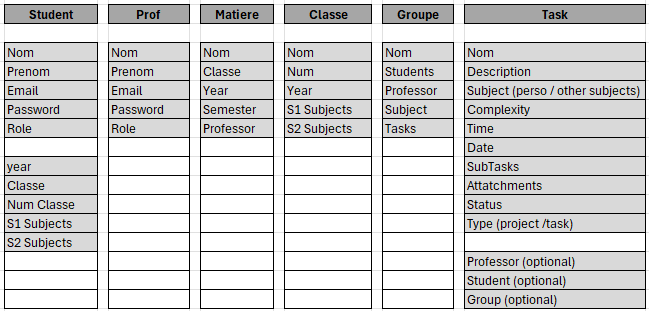 Student Prof Matiere Classe Groupe Task
Nom Nom Nom Nom Nom Nom
Prenom Prenom Classe Num Students Description
Email Email Year Year Professor Subject (perso / other subjects)
Password Password Semester S1 Subjects Subject Complexity
Role Role Professor S2 Subjects Tasks Time
Date
year SubTasks
Classe Attatchments
Num Classe Status
S1 Subjects Type (project /task)
S2 Subjects
Professor (optional)
Student (optional)
Group (optional)